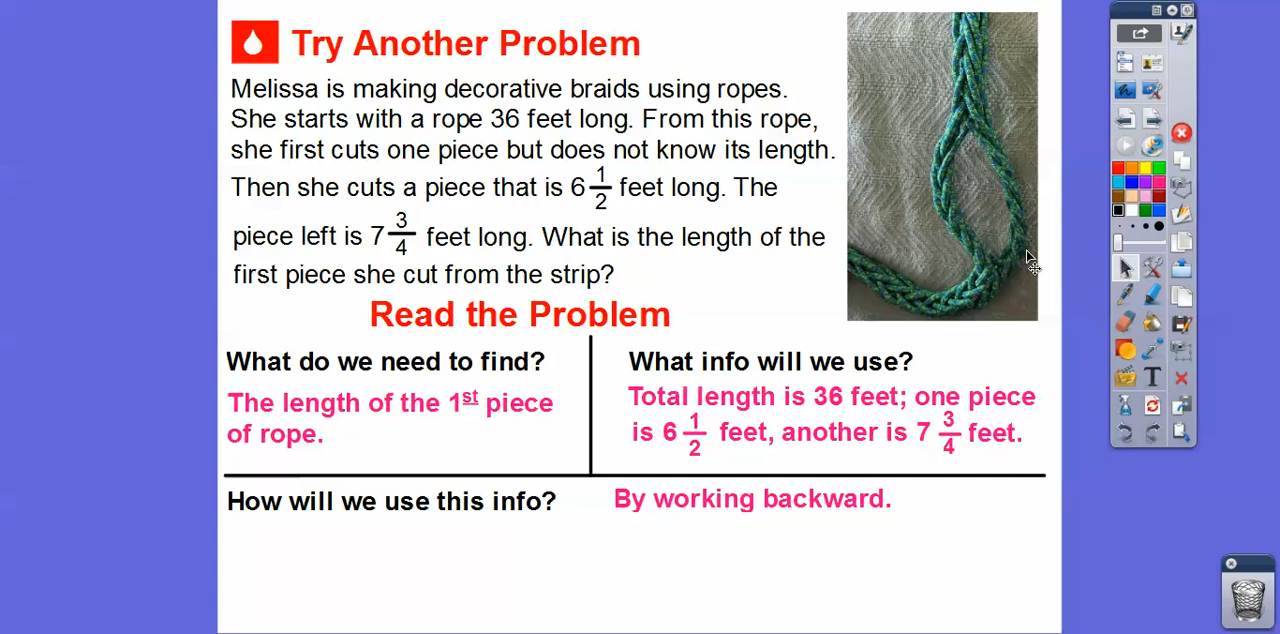 Try Another Problem
Melissa is making decorative braids using ropes.
She starts with a rope 36 feet long. From this rope,
she first cuts one piece but does not know its length.
Then she cuts a piece that is 6 1/2 feet long. The
piece left is 7 3/4 feet long. What is the length of the
first piece she cut from the strip?
Read the Problem
What do we need to find?
The length of the 1st piece
of rope.
What info will we use?
Total length is 36 feet; one piece
is 6 1/2 feet, another is 7 3/4 feet.
How will we use this info? By working backward.